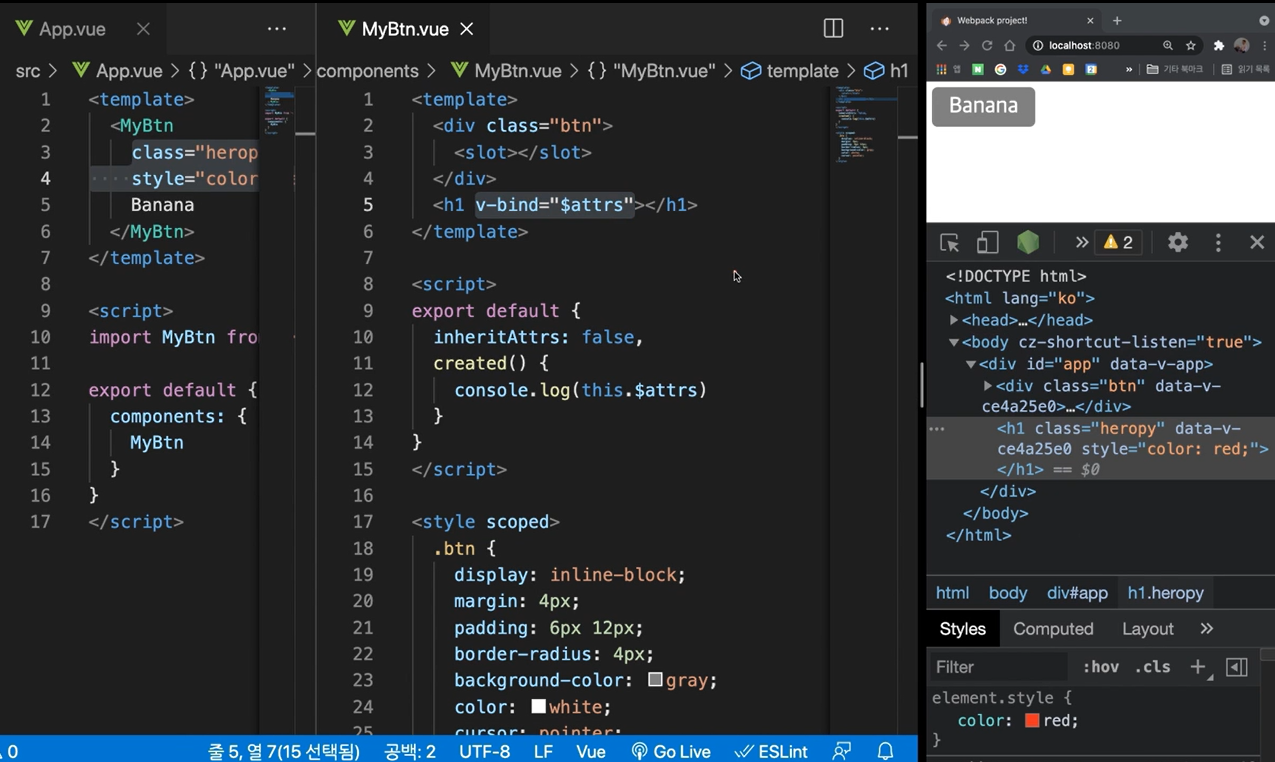 App.vue
MyBtn.vue
src > App.vue > {} "App.vue" >
components > MyBtn.vue > {} "MyBtn.vue" > template > h1
1 <template>
2 <MyBtn
3 class="herop
4 style="color
5 Banana
6 </MyBtn>
7 </template>
8
9 <script>
10 import MyBtn fro
11
12 export default {
13 components: {
14 MyBtn
15 }
16 }
17 </script>
1 <template>
2 <div class="btn">
3 <slot></slot>
4 </div>
5 <h1 v-bind="$attrs"></h1>
6 </template>
7
8 <script>
9 export default {
10 inheritAttrs: false,
11 created() {
12 console.log(this.$attrs)
13 }
14 }
15 </script>
16
17 <style scoped>
18 .btn {
19 display: inline-block;
20 margin: 4px;
21 padding: 6px 12px;
22 border-radius: 4px;
23 background-color: gray;
24 color: white;
25 cursor: pointer;
0 줄 5, 열 7(15 선택됨) 공백: 2 UTF-8 LF Vue Go Live ESLint
Webpack project!
localhost:8080
앱 » 기타 북마크 읽기 목록
Banana
» 2
<!DOCTYPE html>
<html lang="ko">
<head>…</head>
<body cz-shortcut-listen="true">
<div id="app" data-v-app>
<div class="btn" data-v-
ce4a25e0>…</div>
<h1 class="heropy" data-v-
ce4a25e0 style="color: red;">
</h1> == $0
</div>
</body>
</html>
html body div#app h1.heropy
Styles Computed Layout »
Filter :hov .cls +
element.style {
color: red;
}